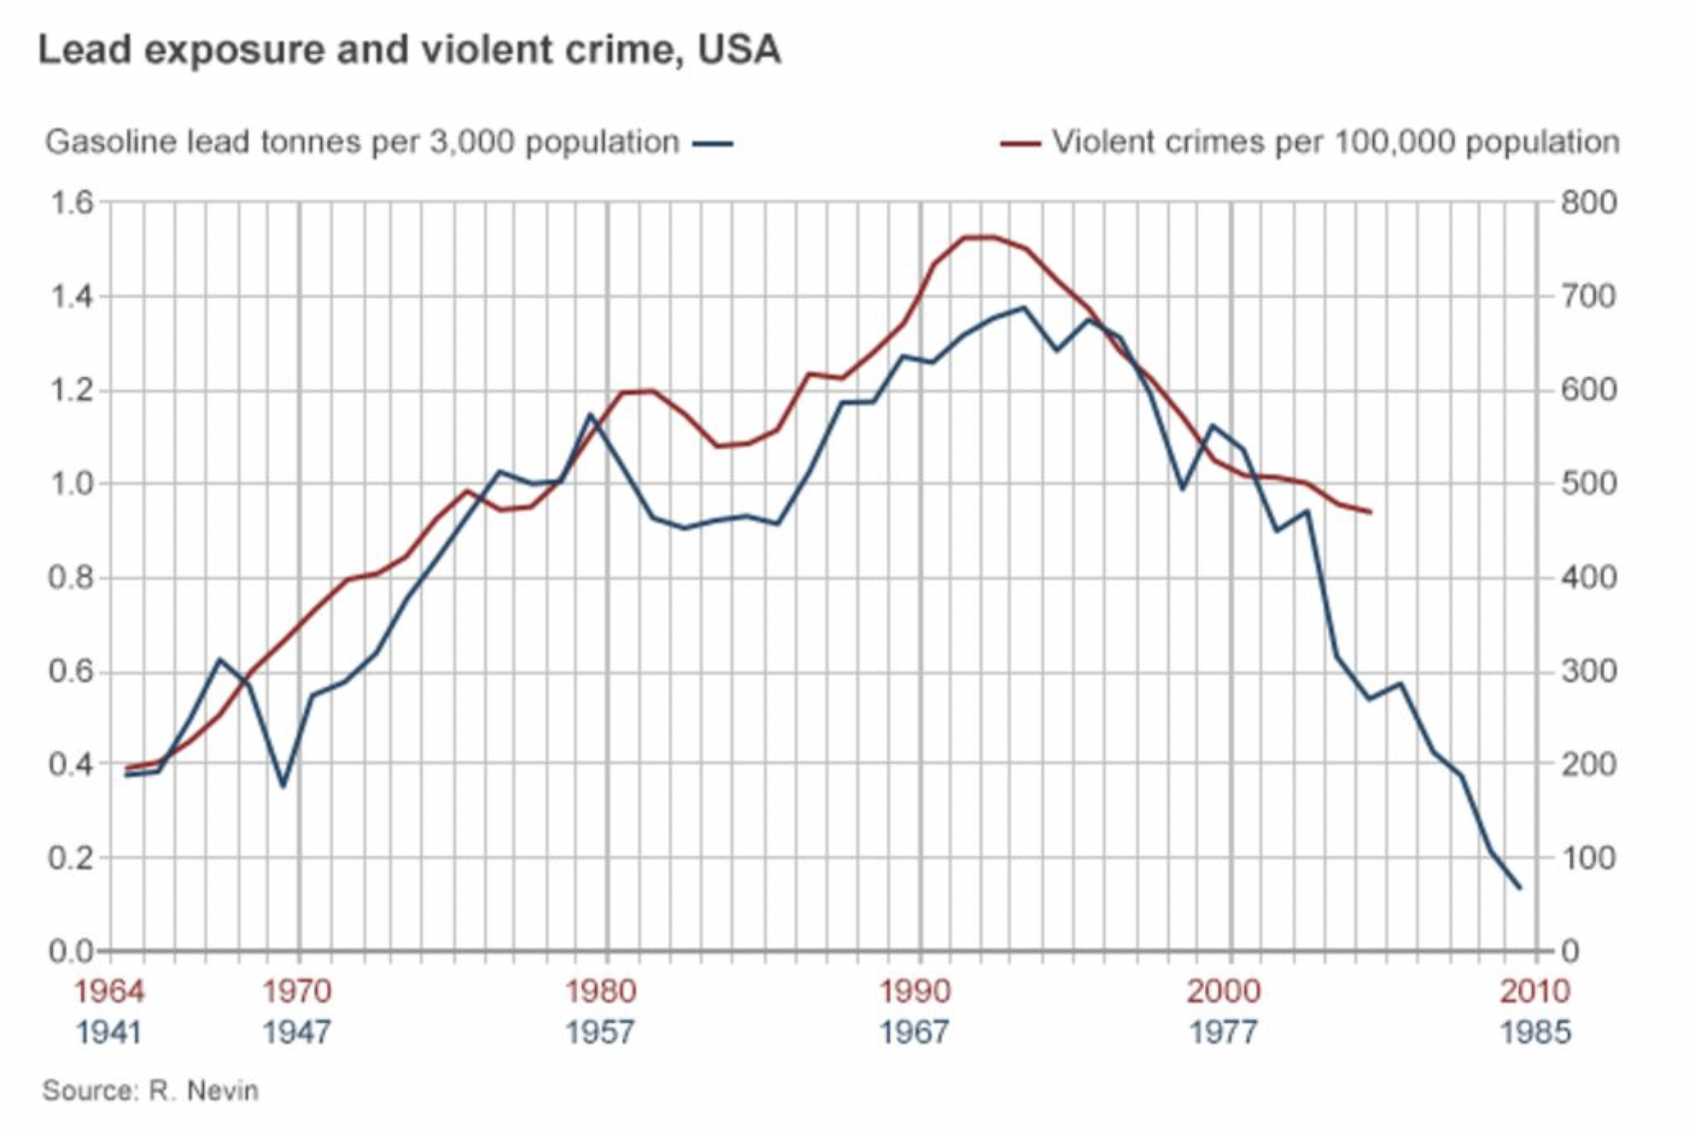 Lead exposure and violent crime, USA
Gasoline lead tonnes per 3,000 population
Violent crimes per 100,000 population
1.6 800
1.4 700
1.2 600
1.0 500
0.8 400
0.6 300
0.4 200
0.2 100
0.0 0
1964 1970 1980 1990 2000 2010
1941 1947 1957 1967 1977 1985
Source: R. Nevin